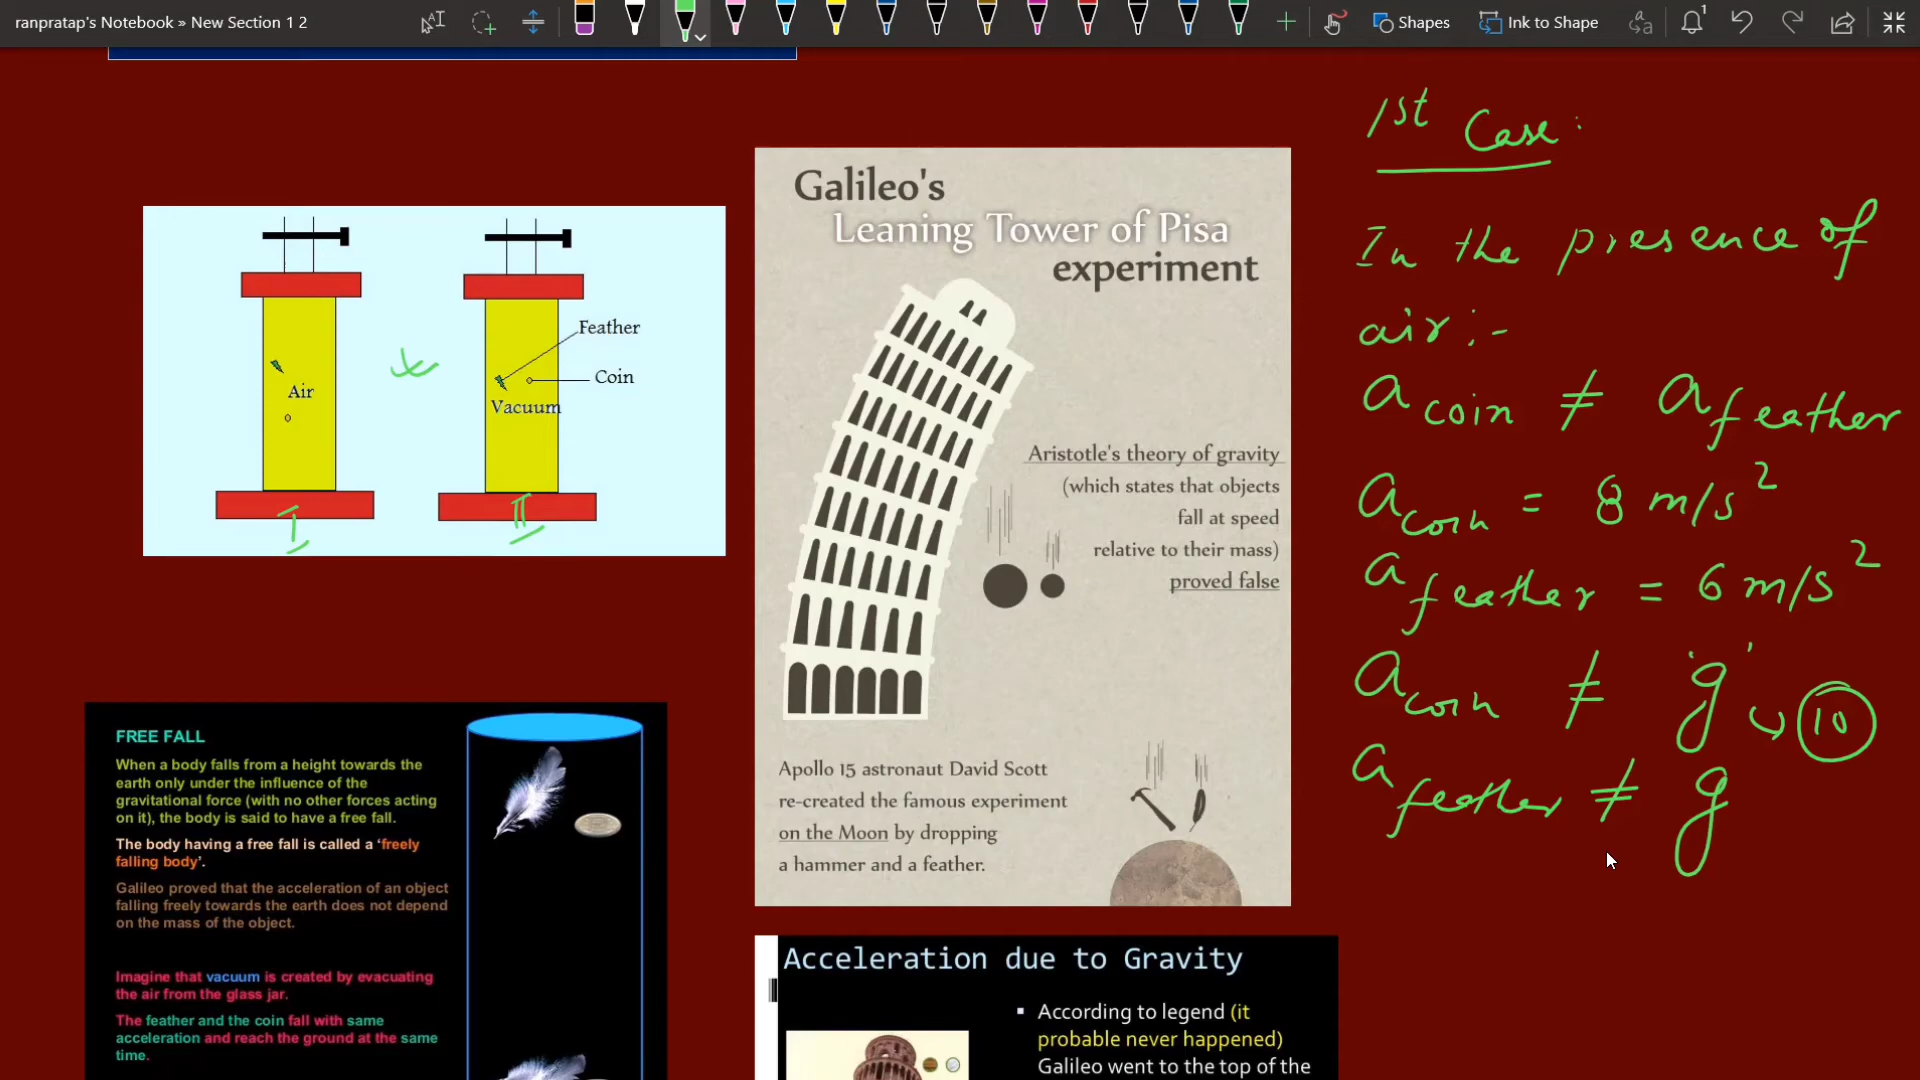 ranpratap's Notebook » New Section 1 2
Shapes
Ink to Shape
1
Air
Feather
Coin
Vacuum
I
II
Galileo's
Leaning Tower of Pisa
experiment
Aristotle's theory of gravity
(which states that objects
fall at speed
relative to their mass)
proved false
Apollo 15 astronaut David Scott
re-created the famous experiment
on the Moon by dropping
a hammer and a feather.
1st Case :
In the presence of
air :-
a coin ≠ a feather
a coin = 8 m/s²
a feather = 6 m/s²
a coin ≠ 'g' ↪ 10
a feather ≠ g
FREE FALL
When a body falls from a height towards the
earth only under the influence of the
gravitational force (with no other forces acting
on it), the body is said to have a free fall.
The body having a free fall is called a ‘freely
falling body’.
Galileo proved that the acceleration of an object
falling freely towards the earth does not depend
on the mass of the object.
Imagine that vacuum is created by evacuating
the air from the glass jar.
The feather and the coin fall with same
acceleration and reach the ground at the same
time.
Acceleration due to Gravity
▪ According to legend (it
probable never happened)
Galileo went to the top of the